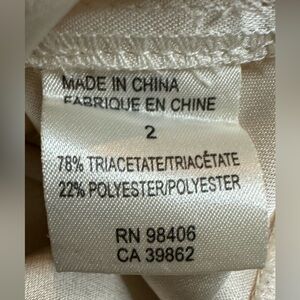 MADE IN CHINA
FABRIQUE EN CHINE
2
78% TRIACETATE/TRIACÉTATE
22% POLYESTER/POLYESTER
RN 98406
CA 39862